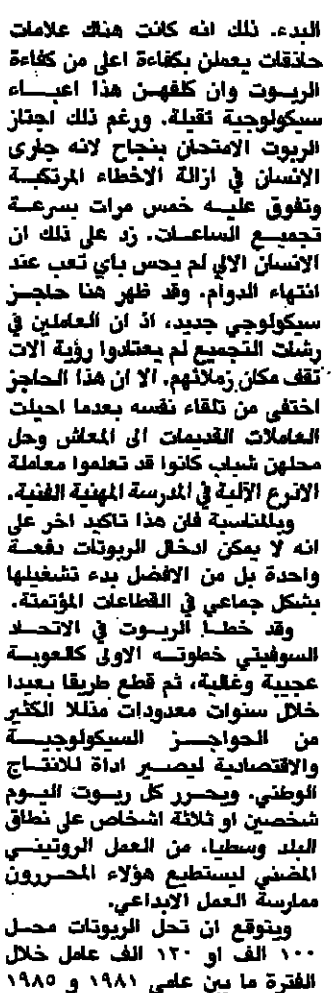 البدء. ذلك انه كانت هناك علامات
حاذقات يعملن بكفاءة اعلى من كفاءة
الربوت وان كلفهن هذا اعباء
سيكولوجية ثقيلة. ورغم ذلك اجتاز
الربوت الامتحان بنجاح لانه جارى
الإنسان في ازالة الاخطاء المرتكبة
وتفوق عليه خمس مرات بسرعة
تجميع الساعات. زد على ذلك ان
الانسان الالي لم يحس باي تعب عند
انتهاء الدوام. وقد ظهر هنا حاجز
سيكولوجي جديد، اذ ان العاملين في
رشات التجميع لم يعتادوا رؤية الات
تقف مكان زملائهم. الا ان هذا الحاجز
اختفى من تلقاء نفسه بعدما احيلت
العاملات القديمات الى المعاش وحل
محلهن شباب كانوا قد تعلموا معاملة
الاذرع الآلية في المدرسة المهنية الفنية.
وبالمناسبة فان هذا تاكيد اخر على
انه لا يمكن ادخال الربوتات دفعة
واحدة بل من الافضل بدء تشغيلها
بشكل جماعي في القطاعات المؤتمتة.
وقد خطا الربوت في الاتحاد
السوفيتي خطوته الاولى كالعوبة
عجيبة وغالية، ثم قطع طريقا بعيدا
خلال سنوات معدودات مذللا الكثير
من الحواجز السيكولوجية
والاقتصادية ليصير اداة للانتاج
الوطني. ويحرر كل ربوت اليوم
شخصين او ثلاثة اشخاص على نطاق
البلد وسطيا، من العمل الروتيني
المضني ليستطيع هؤلاء المحررون
ممارسة العمل الابداعي.
ويتوقع ان تحل الربوتات محل
١٠٠ الف او ١٢٠ الف عامل خلال
الفترة ما بين عامي ١٩٨١ و ١٩٨٥